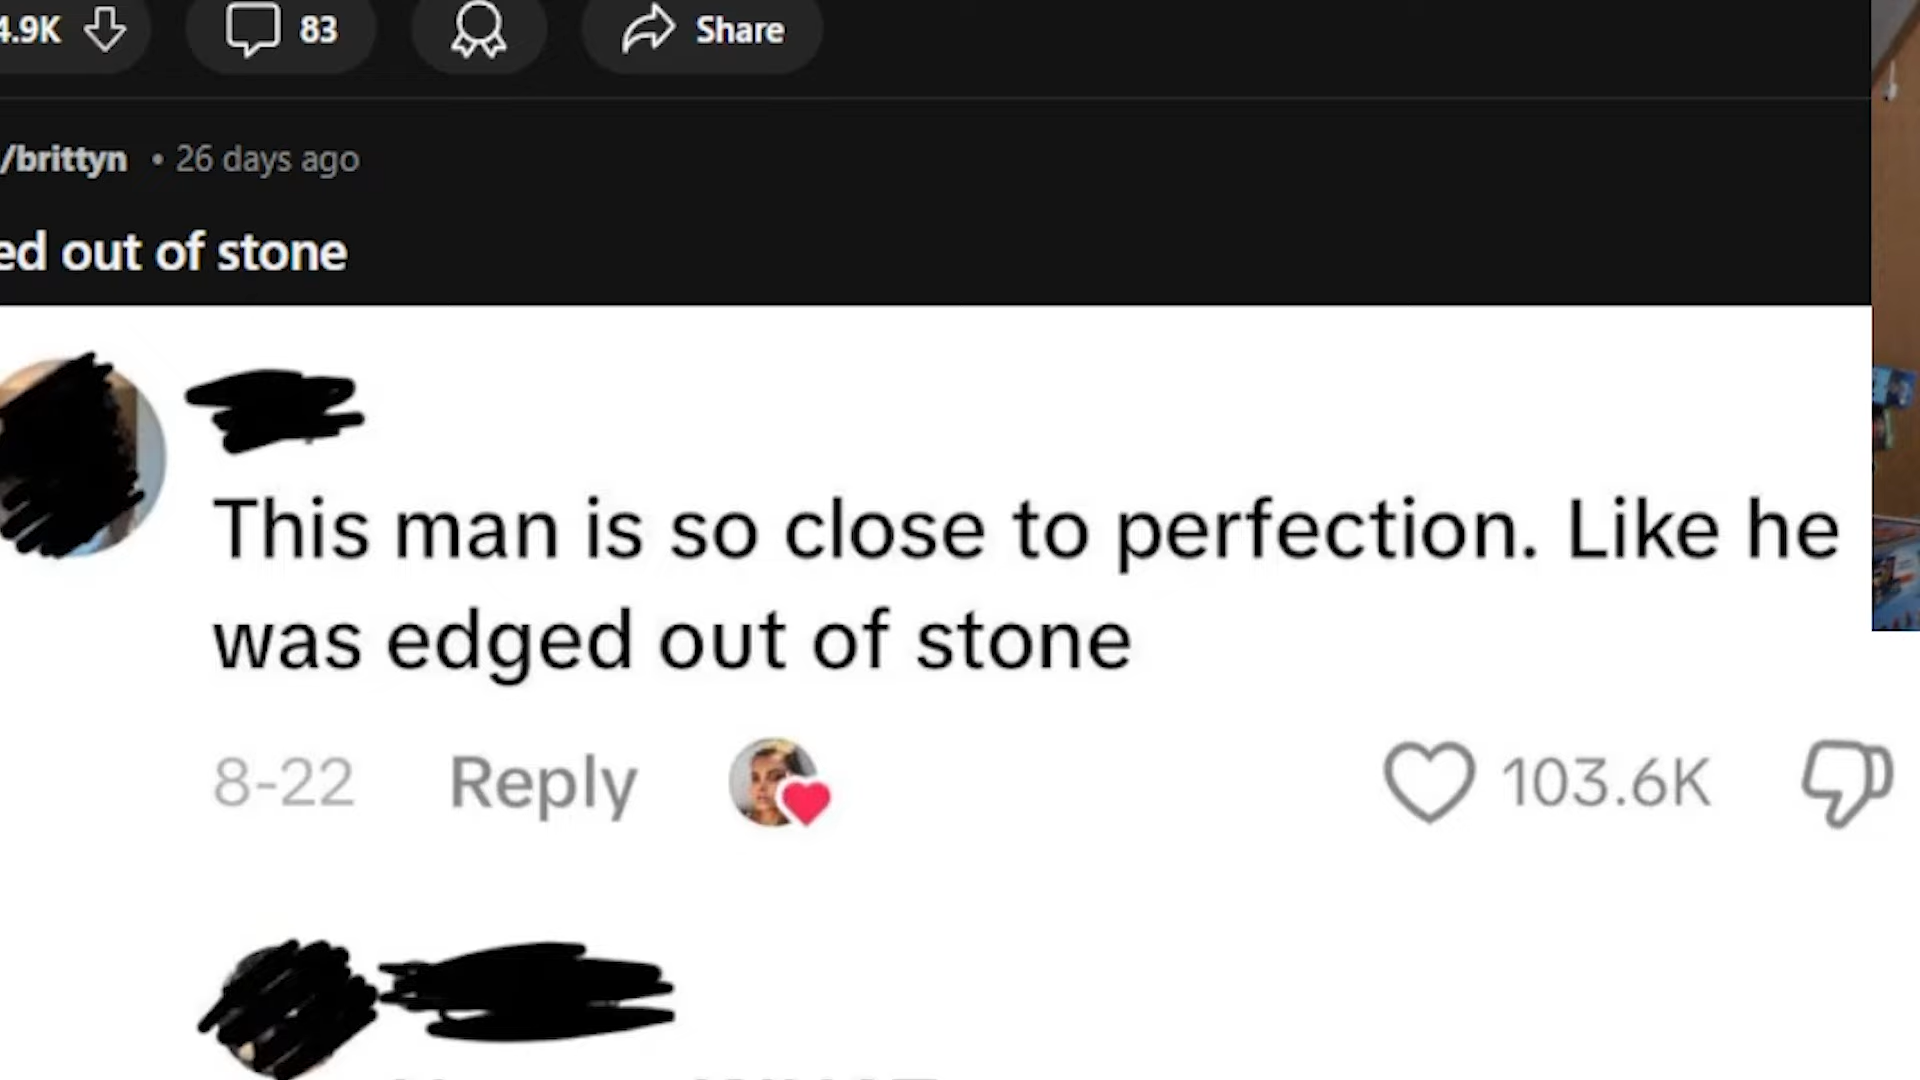 4.9K 83 Share
/brittyn • 26 days ago
ed out of stone
This man is so close to perfection. Like he
was edged out of stone
8-22 Reply 103.6K